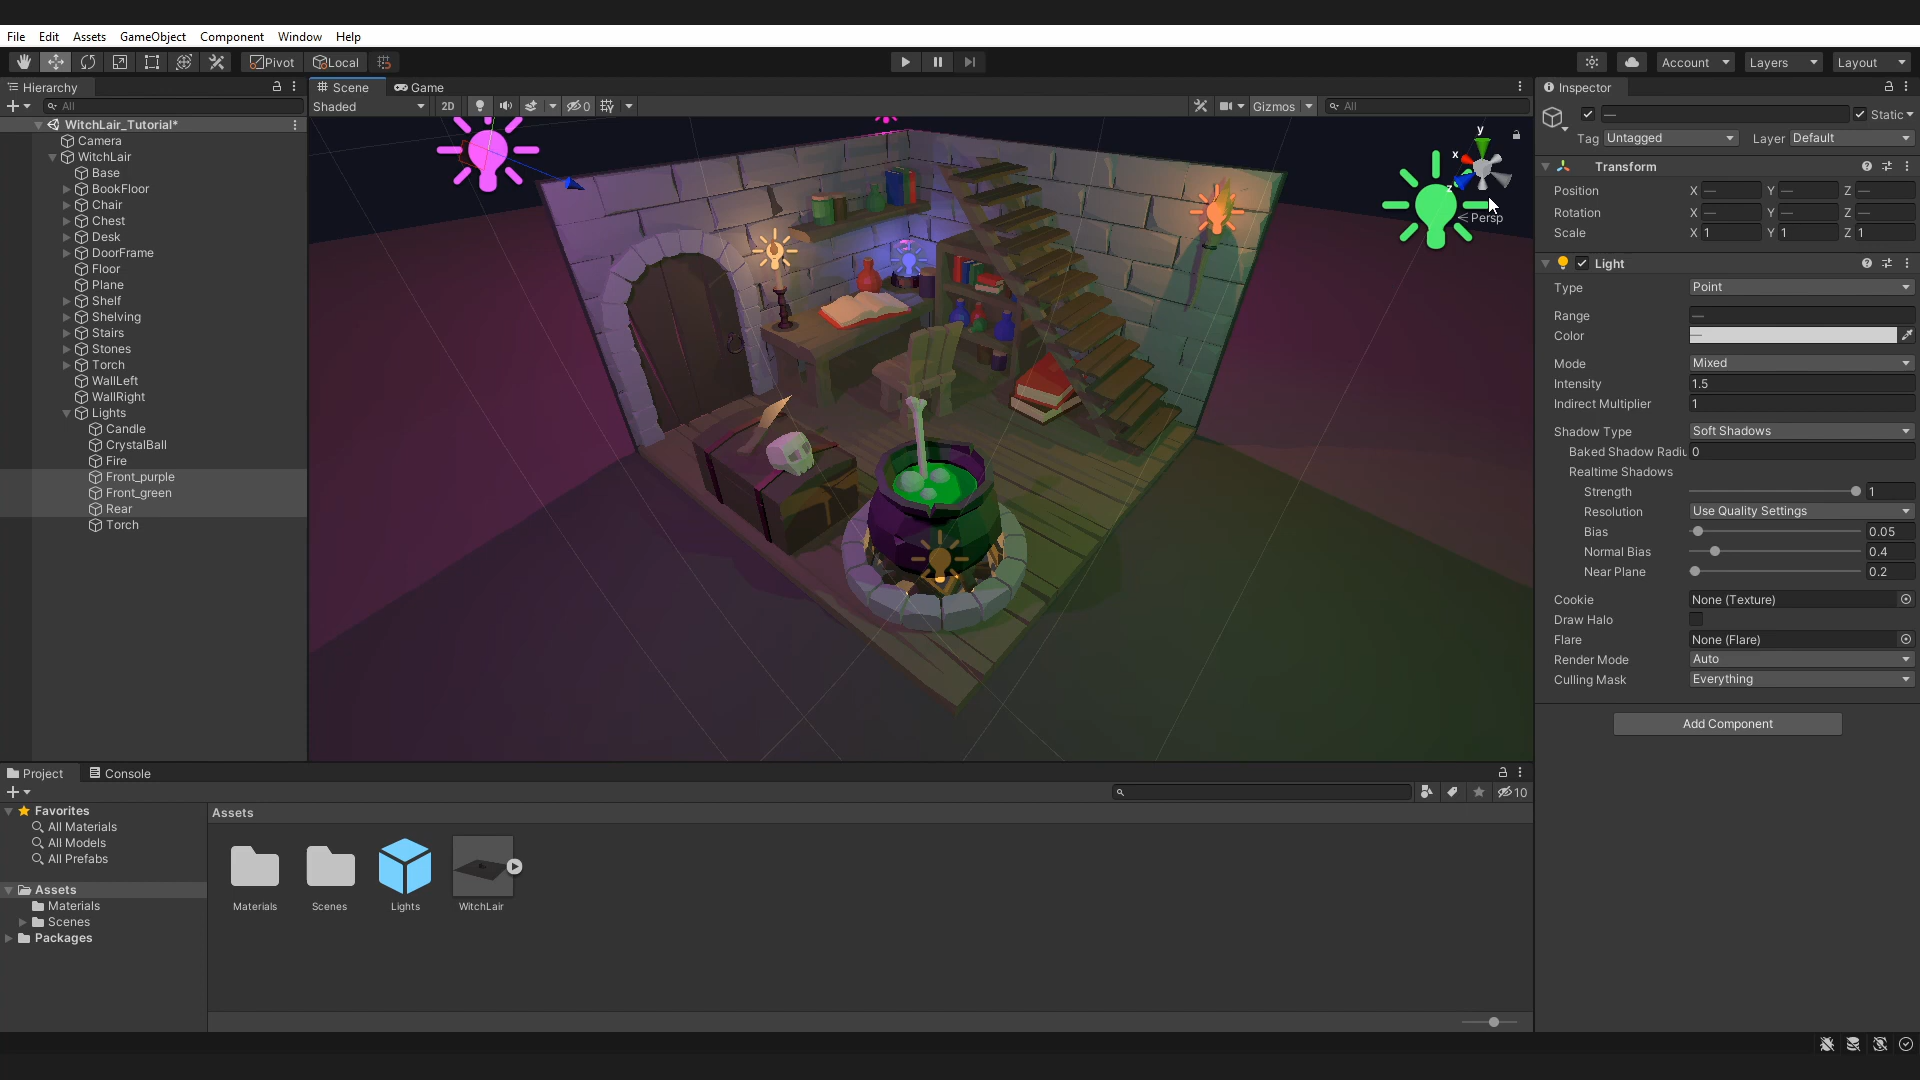 File Edit Assets GameObject Component Window Help
Pivot Local Account Layers Layout
Hierarchy Scene Game Inspector
All Shaded 2D 0 Gizmos All — Static
WitchLair_Tutorial* Tag Untagged Layer Default
Camera
WitchLair
Base
BookFloor
Chair
Chest
Desk
DoorFrame
Floor
Plane
Shelf
Shelving
Stairs
Stones
Torch
WallLeft
WallRight
Lights
Candle
CrystalBall
Fire
Front_purple
Front_green
Rear
Torch
y
x
z
Persp
Transform
Position X — Y — Z —
Rotation X — Y — Z —
Scale X 1 Y 1 Z 1
Light
Type Point
Range —
Color —
Mode Mixed
Intensity 1.5
Indirect Multiplier 1
Shadow Type Soft Shadows
Baked Shadow Radiu 0
Realtime Shadows
Strength 1
Resolution Use Quality Settings
Bias 0.05
Normal Bias 0.4
Near Plane 0.2
Cookie None (Texture)
Draw Halo
Flare None (Flare)
Render Mode Auto
Culling Mask Everything
Add Component
Project Console
10
Favorites
All Materials
All Models
All Prefabs
Assets
Materials
Scenes
Packages
Assets
Materials Scenes Lights WitchLair